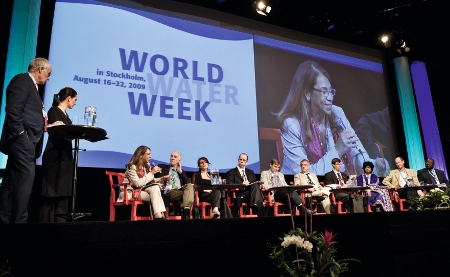 WORLD
in Stockholm,
WATER
August 16–22, 2009
WEEK